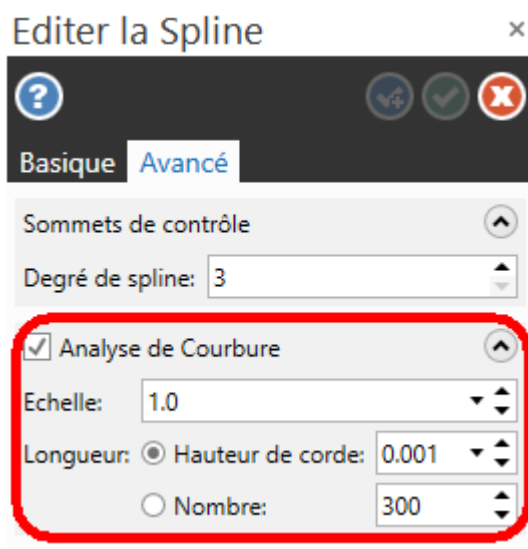 Editer la Spline
Basique Avancé
Sommets de contrôle
Degré de spline: 3
Analyse de Courbure
Echelle: 1.0
Longueur: Hauteur de corde: 0.001
Nombre: 300